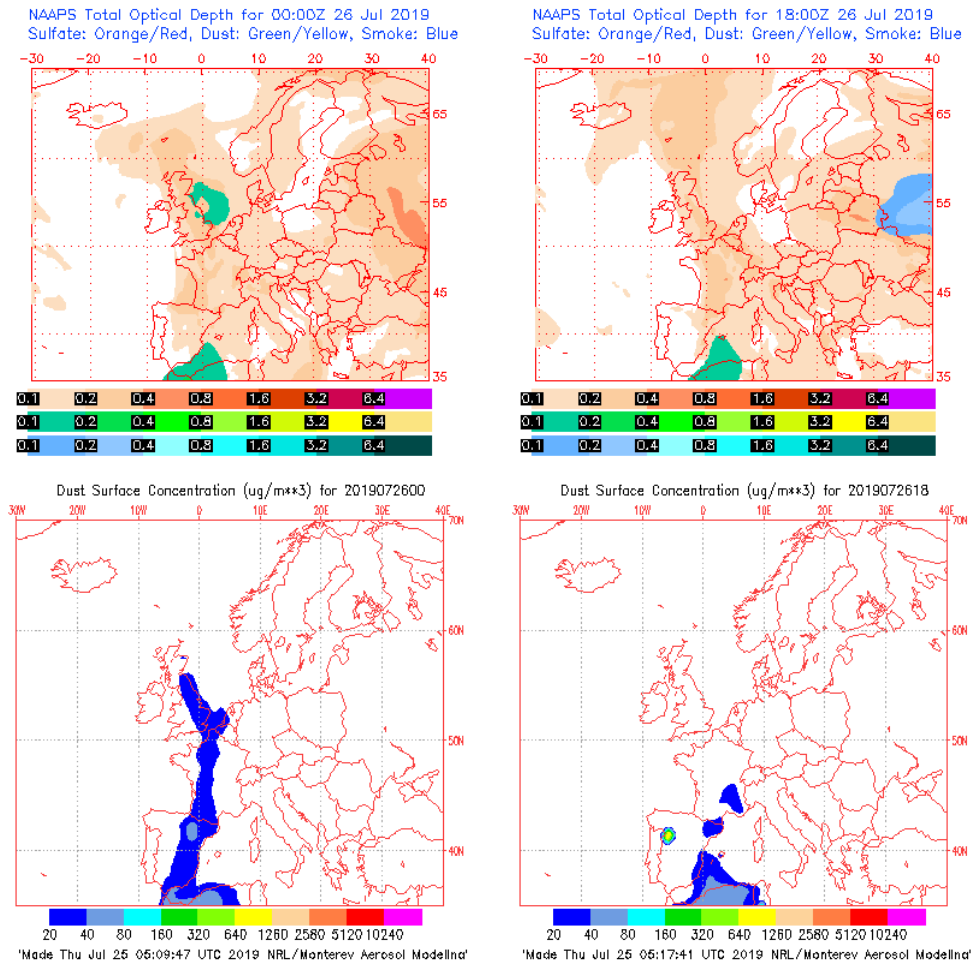 NAAPS Total Optical Depth for 00:00Z 26 Jul 2019
Sulfate: Orange/Red, Dust: Green/Yellow, Smoke: Blue
-30 -20 -10 0 10 20 30 40
65
55
45
35
0.1 0.2 0.4 0.8 1.6 3.2 6.4
0.1 0.2 0.4 0.8 1.6 3.2 6.4
0.1 0.2 0.4 0.8 1.6 3.2 6.4
NAAPS Total Optical Depth for 18:00Z 26 Jul 2019
Sulfate: Orange/Red, Dust: Green/Yellow, Smoke: Blue
-30 -20 -10 0 10 20 30 40
65
55
45
35
0.1 0.2 0.4 0.8 1.6 3.2 6.4
0.1 0.2 0.4 0.8 1.6 3.2 6.4
0.1 0.2 0.4 0.8 1.6 3.2 6.4
Dust Surface Concentration (ug/m**3) for 2019072600
30W 20W 10W 0 10E 20E 30E 40E
70N
60N
50N
40N
20 40 80 160 320 640 1260 2580 5120 10240
'Made Thu Jul 25 05:09:47 UTC 2019 NRL/Monterey Aerosol Modeling'
Dust Surface Concentration (ug/m**3) for 2019072618
30W 20W 10W 0 10E 20E 30E 40E
70N
60N
50N
40N
20 40 80 160 320 640 1260 2580 5120 10240
'Made Thu Jul 25 05:17:41 UTC 2019 NRL/Monterey Aerosol Modeling'